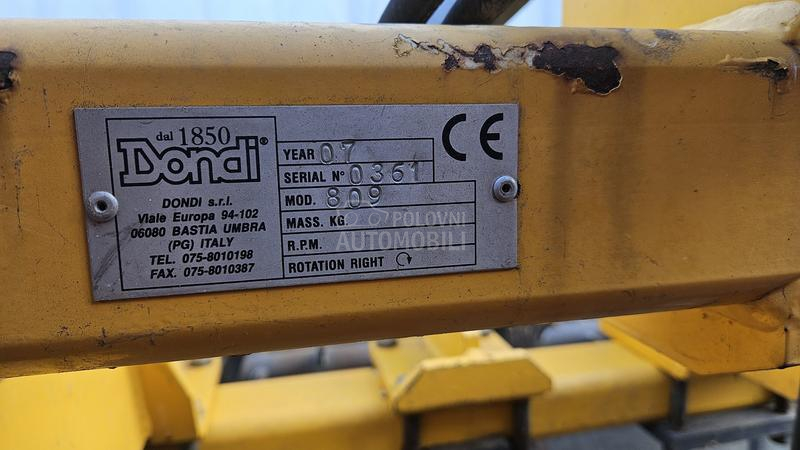 dal 1850
Dondi®
DONDI s.r.l.
Viale Europa 94-102
06080 BASTIA UMBRA
(PG) ITALY
TEL. 075-8010198
FAX. 075-8010387
YEAR 07
SERIAL N° 0361
MOD. 809
MASS. KG.
R.P.M.
ROTATION RIGHT
CE
POLOVNI
AUTOMOBILI